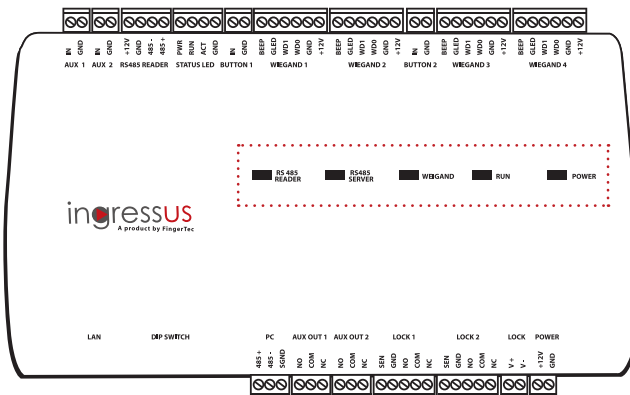 IN GND IN GND +12V GND 485 - 485 + PWR RUN ACT GND IN GND BEEP GLED WD1 WD0 GND +12V BEEP GLED WD1 WD0 GND +12V IN GND BEEP GLED WD1 WD0 GND +12V BEEP GLED WD1 WD0 GND +12V
AUX 1 AUX 2 RS485 READER STATUS LED BUTTON 1 WIEGAND 1 WIEGAND 2 BUTTON 2 WIEGAND 3 WIEGAND 4
RS 485 READER
RS485 SERVER
WEIGAND
RUN
POWER
ingressus
A product by FingerTec
LAN DIP SWITCH PC AUX OUT 1 AUX OUT 2 LOCK 1 LOCK 2 LOCK POWER
485 + 485 - SGND NO COM NC NO COM NC SEN GND NO COM NC SEN GND NO COM NC V + V - +12V GND